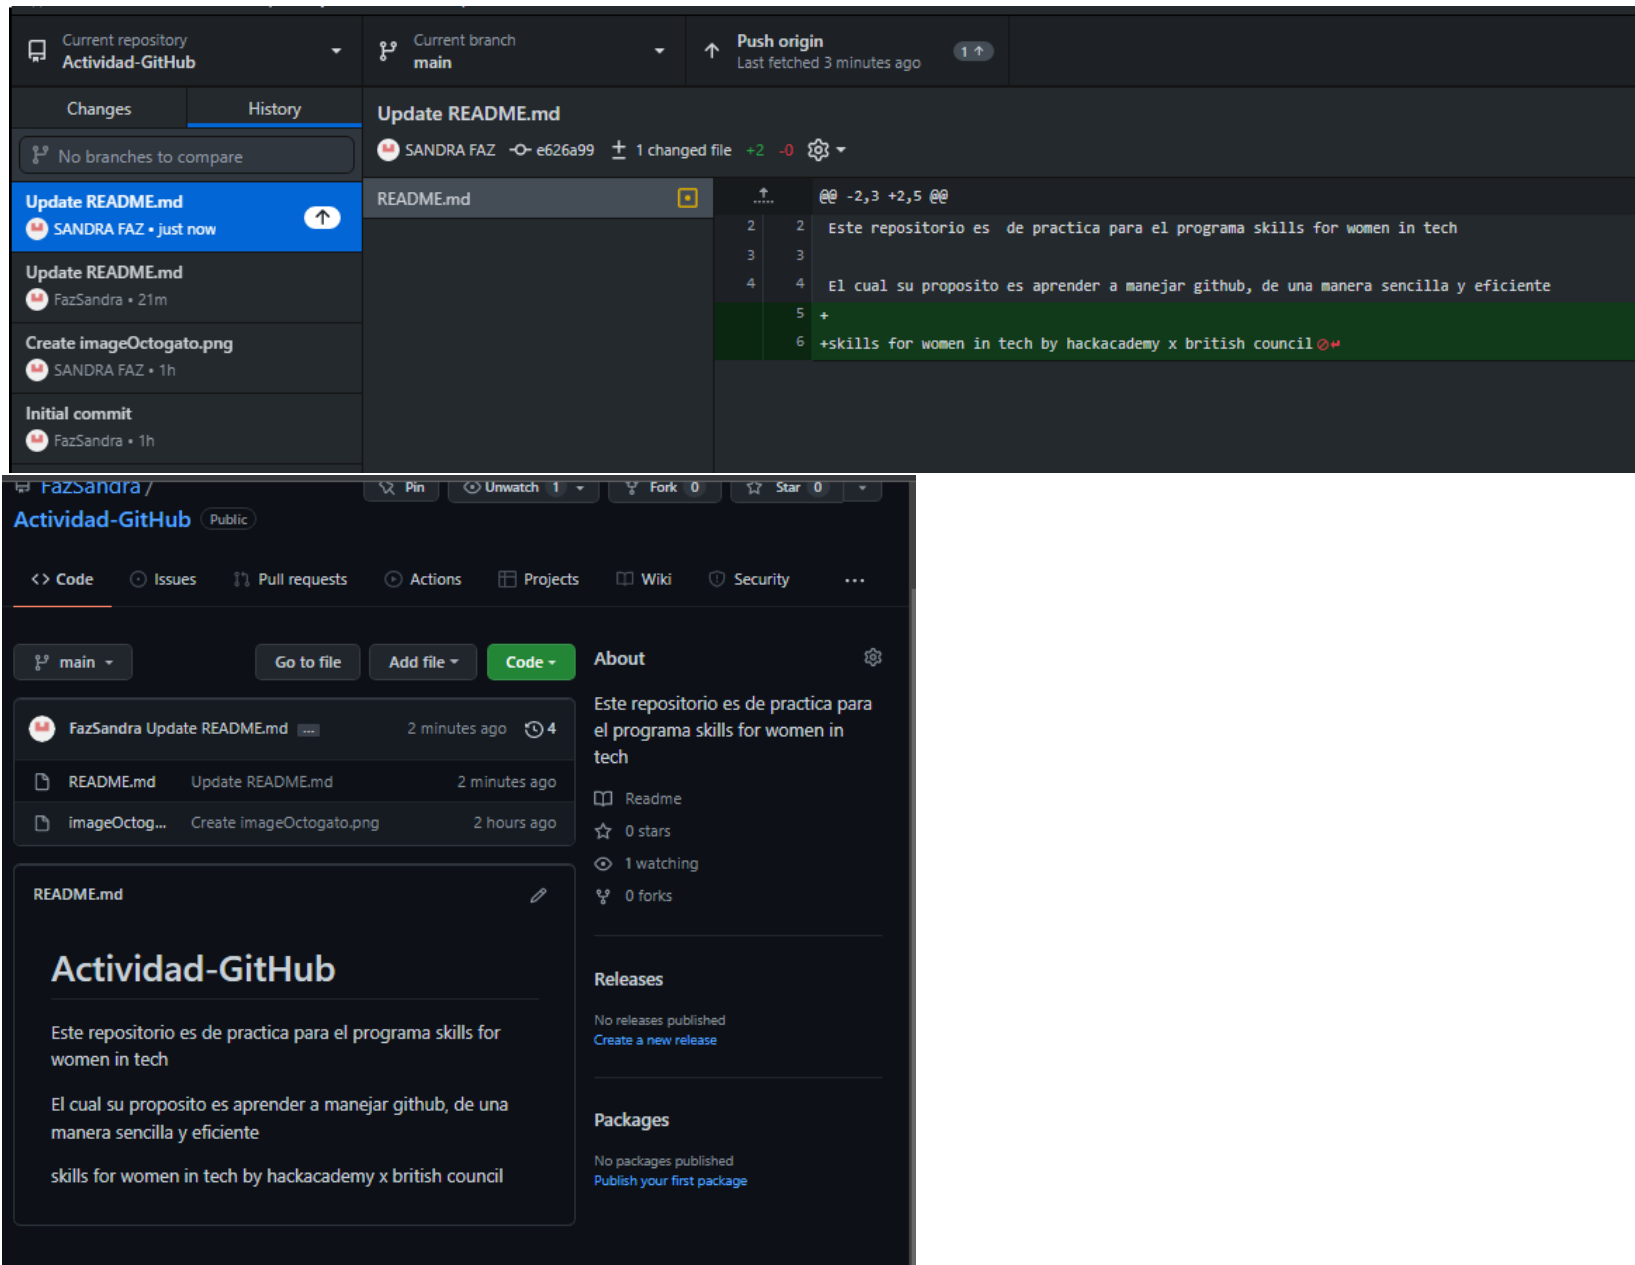 Current repository
Actividad-GitHub
Current branch
main
Push origin
Last fetched 3 minutes ago
1
Changes
History
No branches to compare
Update README.md
SANDRA FAZ • just now
Update README.md
FazSandra • 21m
Create imageOctogato.png
SANDRA FAZ • 1h
Initial commit
FazSandra • 1h
Update README.md
SANDRA FAZ e626a99 1 changed file +2 -0
README.md
@@ -2,3 +2,5 @@
2 2 Este repositorio es  de practica para el programa skills for women in tech
3 3
4 4 El cual su proposito es aprender a manejar github, de una manera sencilla y eficiente
5 +
6 +skills for women in tech by hackacademy x british council
FazSandra /
Actividad-GitHub Public
Pin
Unwatch 1
Fork 0
Star 0
<> Code
Issues
Pull requests
Actions
Projects
Wiki
Security
...
main
Go to file
Add file
Code
FazSandra Update README.md ... 2 minutes ago 4
README.md Update README.md 2 minutes ago
imageOctog... Create imageOctogato.png 2 hours ago
README.md
Actividad-GitHub
Este repositorio es de practica para el programa skills for
women in tech
El cual su proposito es aprender a manejar github, de una
manera sencilla y eficiente
skills for women in tech by hackacademy x british council
About
Este repositorio es de practica para
el programa skills for women in
tech
Readme
0 stars
1 watching
0 forks
Releases
No releases published
Create a new release
Packages
No packages published
Publish your first package